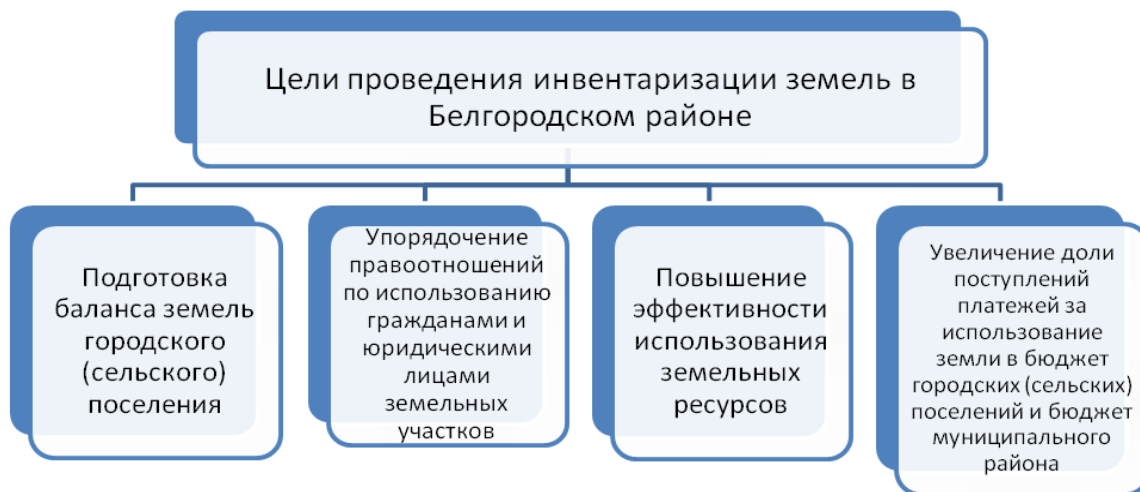 Цели проведения инвентаризации земель в
Белгородском районе
Подготовка
баланса земель
городского
(сельского)
поселения
Упорядочение
правоотношений
по использованию
гражданами и
юридическими
лицами
земельных
участков
Повышение
эффективности
использования
земельных
ресурсов
Увеличение доли
поступлений
платежей за
использование
земли в бюджет
городских (сельских)
поселений и бюджет
муниципального
района